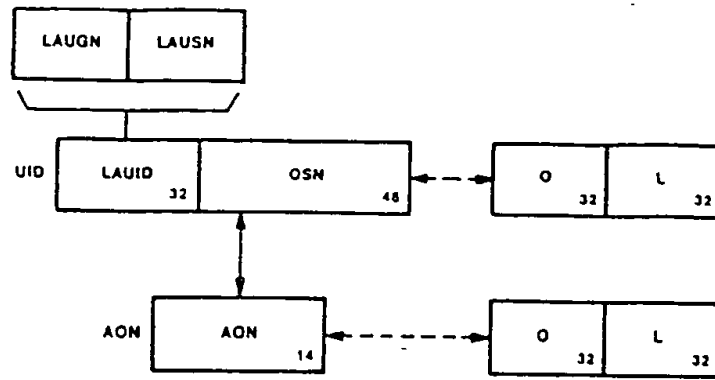 LAUGN LAUSN
UID LAUID 32 OSN 48 O 32 L 32
AON AON 14 O 32 L 32